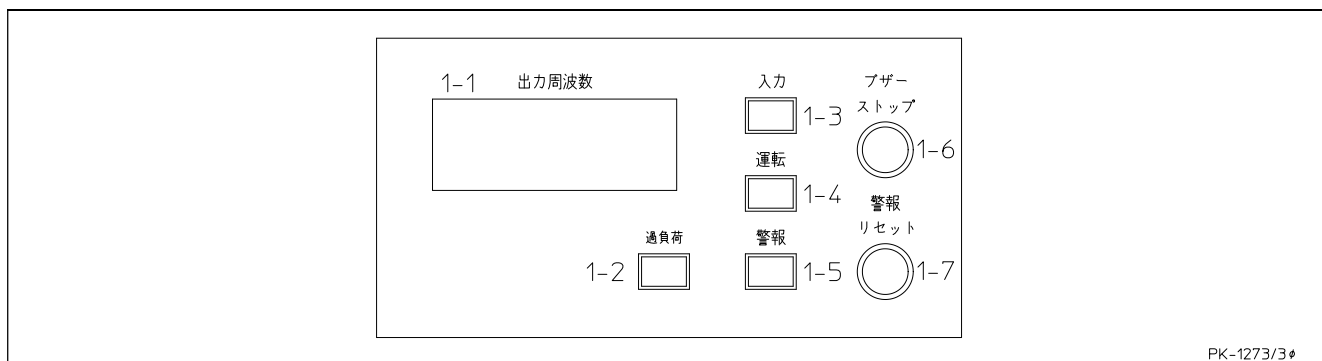 1-1 出力周波数
入力
1-3
ブザー
ストップ
1-6
運転
1-4
過負荷
1-2
警報
1-5
警報
リセット
1-7
PK-1273/3φ